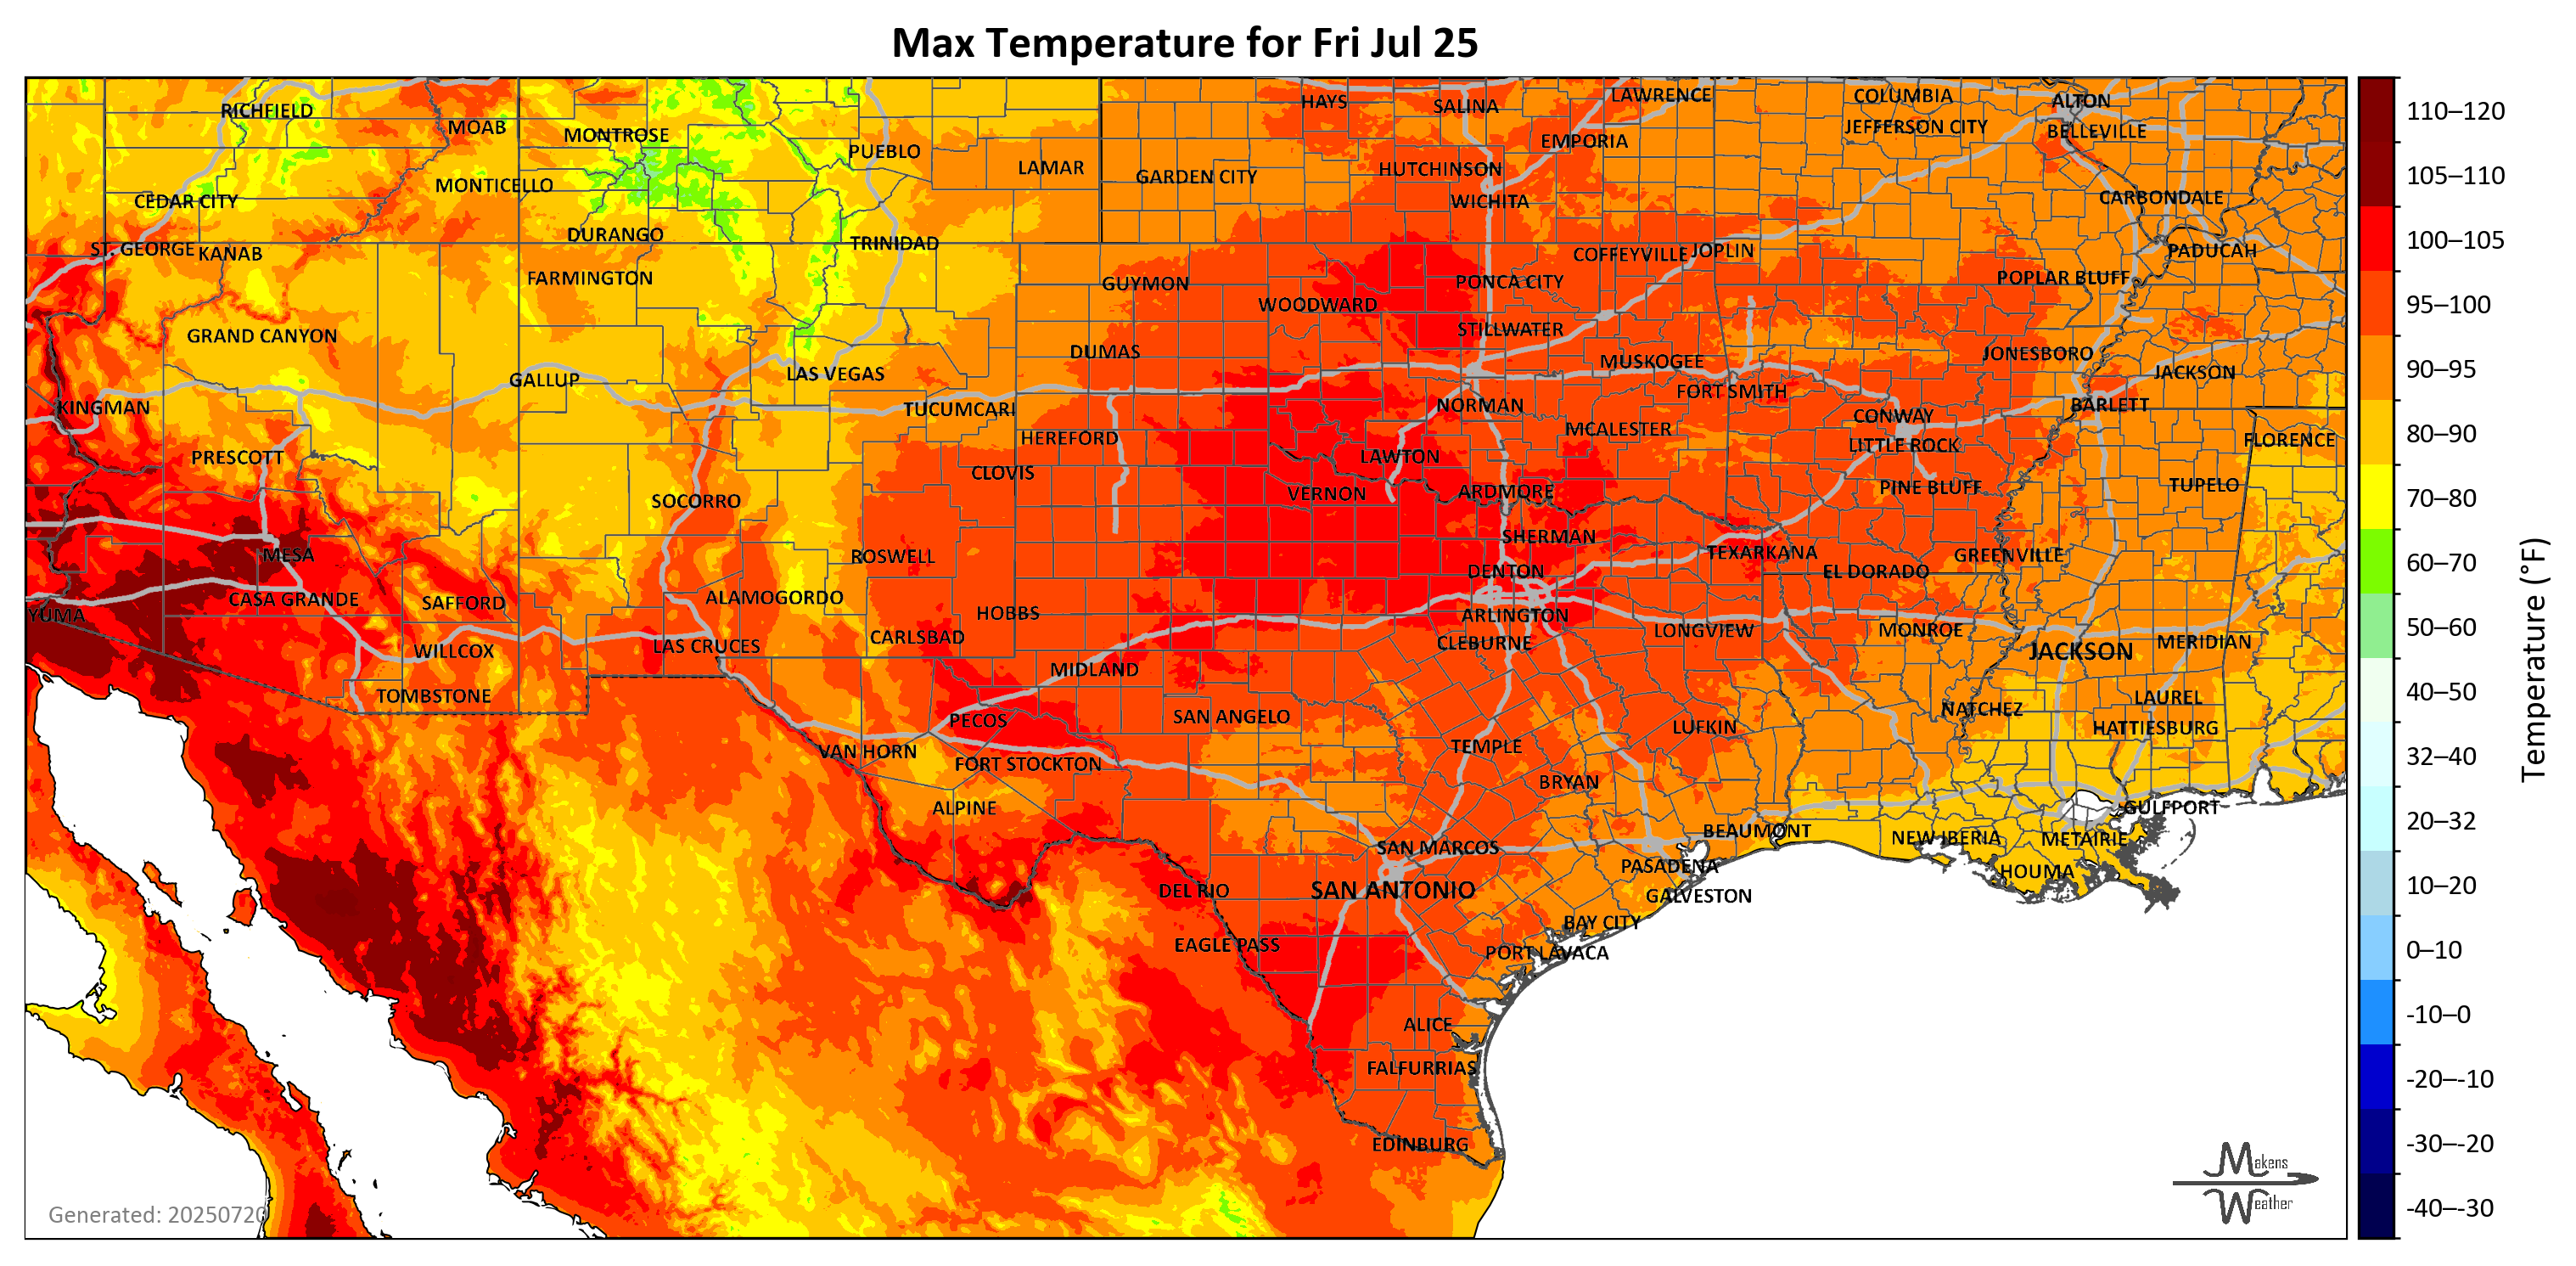 Max Temperature for Fri Jul 25
RICHFIELD
MOAB
MONTROSE
PUEBLO
LAMAR
GARDEN CITY
HAYS
SALINA
LAWRENCE
EMPORIA
HUTCHINSON
WICHITA
COLUMBIA
JEFFERSON CITY
ALTON
BELLEVILLE
CARBONDALE
PADUCAH
CEDAR CITY
MONTICELLO
DURANGO
TRINIDAD
ST. GEORGE
KANAB
FARMINGTON
GUYMON
WOODWARD
PONCA CITY
COFFEYVILLE
JOPLIN
POPLAR BLUFF
GRAND CANYON
DUMAS
STILLWATER
MUSKOGEE
JONESBORO
JACKSON
GALLUP
LAS VEGAS
FORT SMITH
KINGMAN
TUCUMCARI
NORMAN
CONWAY
BARLETT
HEREFORD
MCALESTER
LITTLE ROCK
FLORENCE
PRESCOTT
CLOVIS
LAWTON
SOCORRO
VERNON
ARDMORE
PINE BLUFF
TUPELO
MESA
ROSWELL
SHERMAN
TEXARKANA
GREENVILLE
DENTON
EL DORADO
CASA GRANDE
SAFFORD
ALAMOGORDO
HOBBS
ARLINGTON
YUMA
WILLCOX
LAS CRUCES
CARLSBAD
CLEBURNE
LONGVIEW
MONROE
JACKSON
MERIDIAN
MIDLAND
TOMBSTONE
PECOS
SAN ANGELO
LUFKIN
NATCHEZ
LAUREL
HATTIESBURG
VAN HORN
FORT STOCKTON
TEMPLE
BRYAN
ALPINE
GULFPORT
SAN MARCOS
BEAUMONT
NEW IBERIA
METAIRIE
PASADENA
HOUMA
DEL RIO
SAN ANTONIO
GALVESTON
BAY CITY
EAGLE PASS
PORT LAVACA
ALICE
FALFURRIAS
EDINBURG
Generated: 20250720
Makens
Weather
110–120
105–110
100–105
95–100
90–95
80–90
70–80
60–70
50–60
40–50
32–40
20–32
10–20
0–10
-10–0
-20–-10
-30–-20
-40–-30
Temperature (°F)